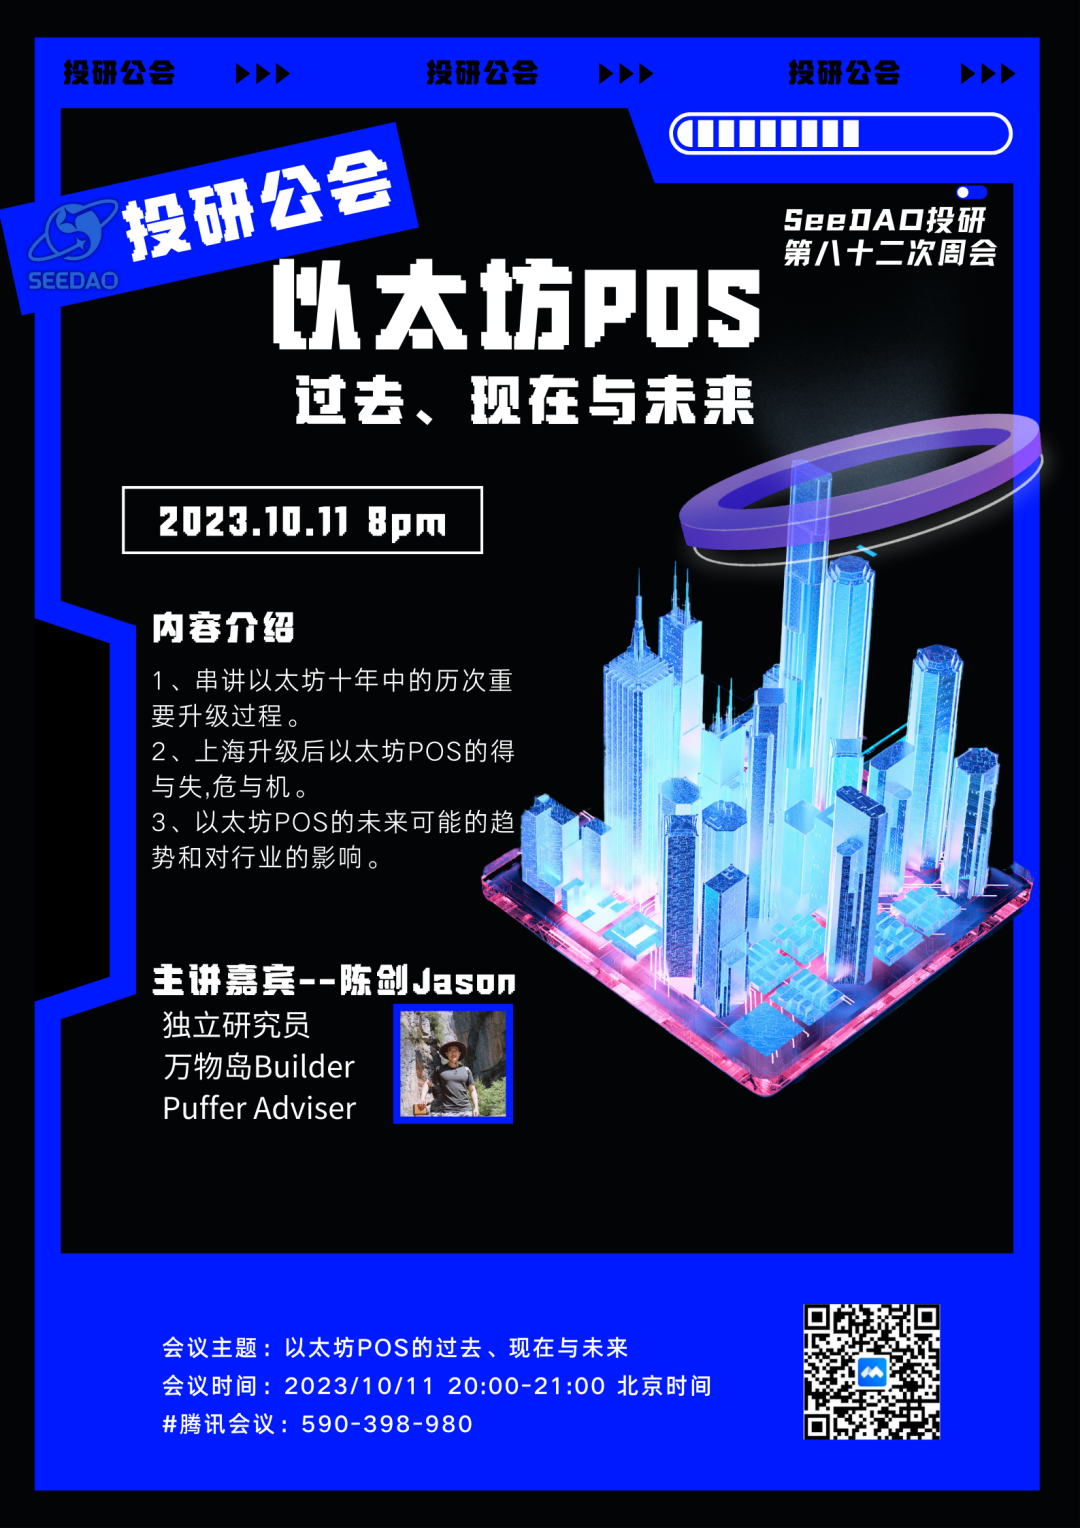 投研公会 投研公会 投研公会
投研公会
SEEDAO
SeeDAO投研
第八十二次周会
以太坊POS
过去、现在与未来
2023.10.11 8pm
内容介绍
1、串讲以太坊十年中的历次重
要升级过程。
2、上海升级后以太坊POS的得
与失,危与机。
3、以太坊POS的未来可能的趋
势和对行业的影响。
主讲嘉宾--陈剑Jason
独立研究员
万物岛Builder
Puffer Adviser
会议主题：以太坊POS的过去、现在与未来
会议时间：2023/10/11 20:00-21:00 北京时间
#腾讯会议：590-398-980